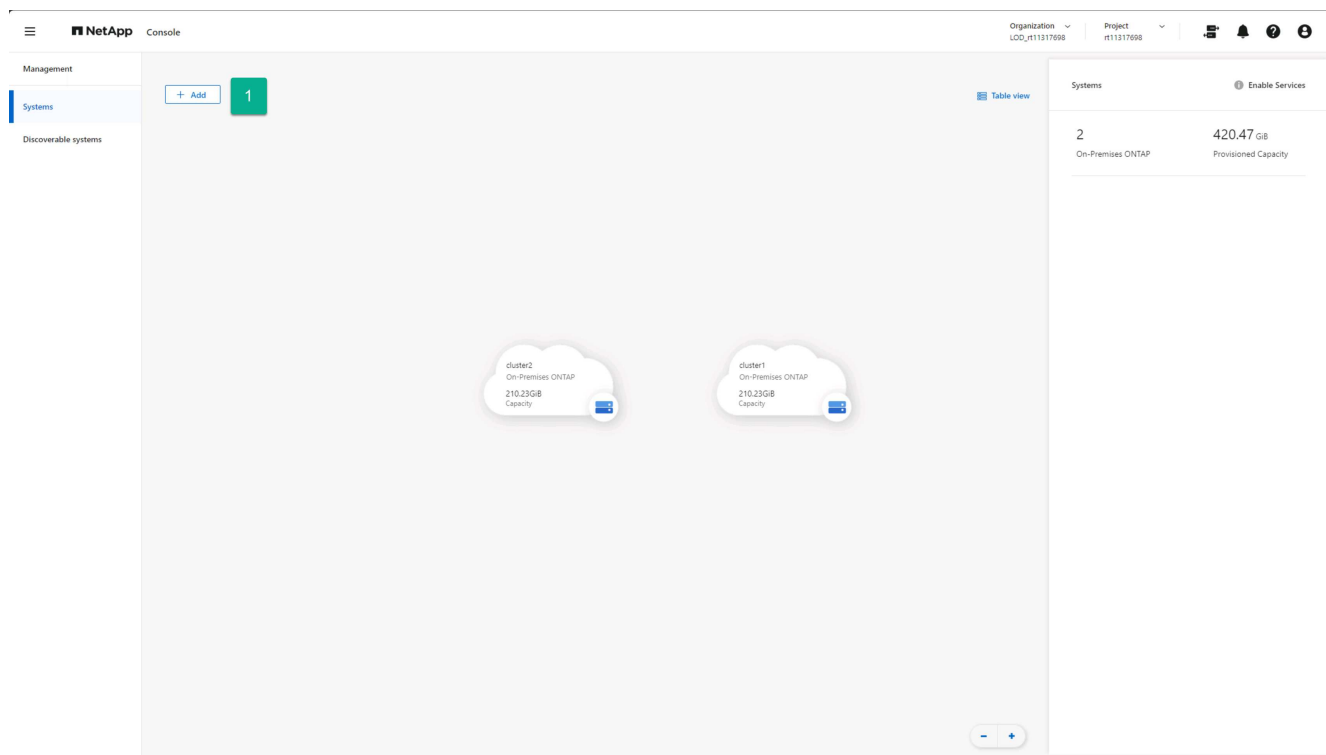 NetApp Console
Organization
LOD_rt11317698
Project
rt11317698
Management
Systems
Discoverable systems
+ Add
1
Table view
cluster2
On-Premises ONTAP
210.23GiB
Capacity
cluster1
On-Premises ONTAP
210.23GiB
Capacity
Systems
Enable Services
2
On-Premises ONTAP
420.47 GiB
Provisioned Capacity
- +